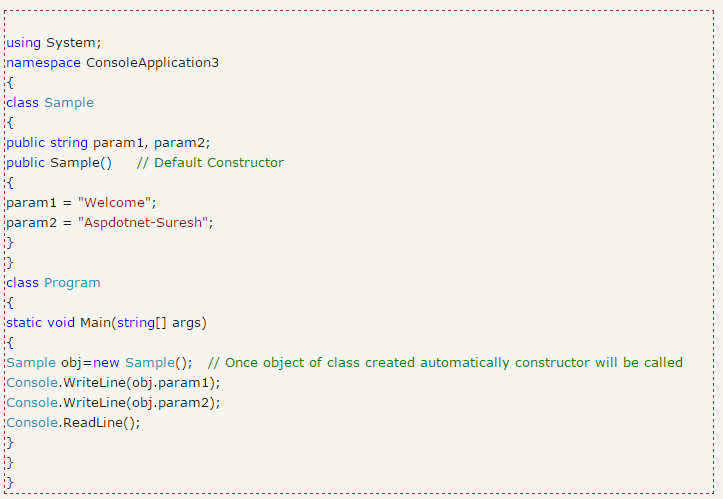 using System;
namespace ConsoleApplication3
{
class Sample
{
public string param1, param2;
public Sample()     // Default Constructor
{
param1 = "Welcome";
param2 = "Aspdotnet-Suresh";
}
}
class Program
{
static void Main(string[] args)
{
Sample obj=new Sample();   // Once object of class created automatically constructor will be called
Console.WriteLine(obj.param1);
Console.WriteLine(obj.param2);
Console.ReadLine();
}
}
}